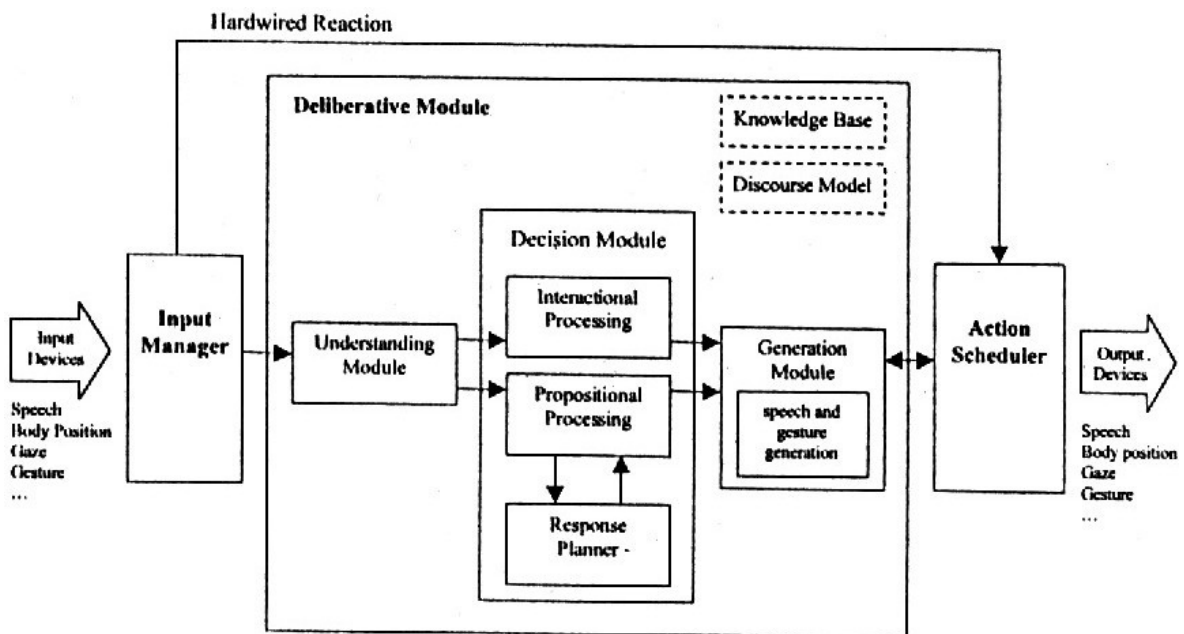 Hardwired Reaction
Deliberative Module
Knowledge Base
Discourse Model
Decision Module
Interactional
Processing
Input
Manager
Input
Devices
Understanding
Module
Generation
Module
Action
Scheduler
Output .
Devices
Propositional
Processing
speech and
gesture
generation
Speech
Body Position
Gaze
Gesture
...
Speech
Body position
Gaze
Gesture
...
Response
Planner -